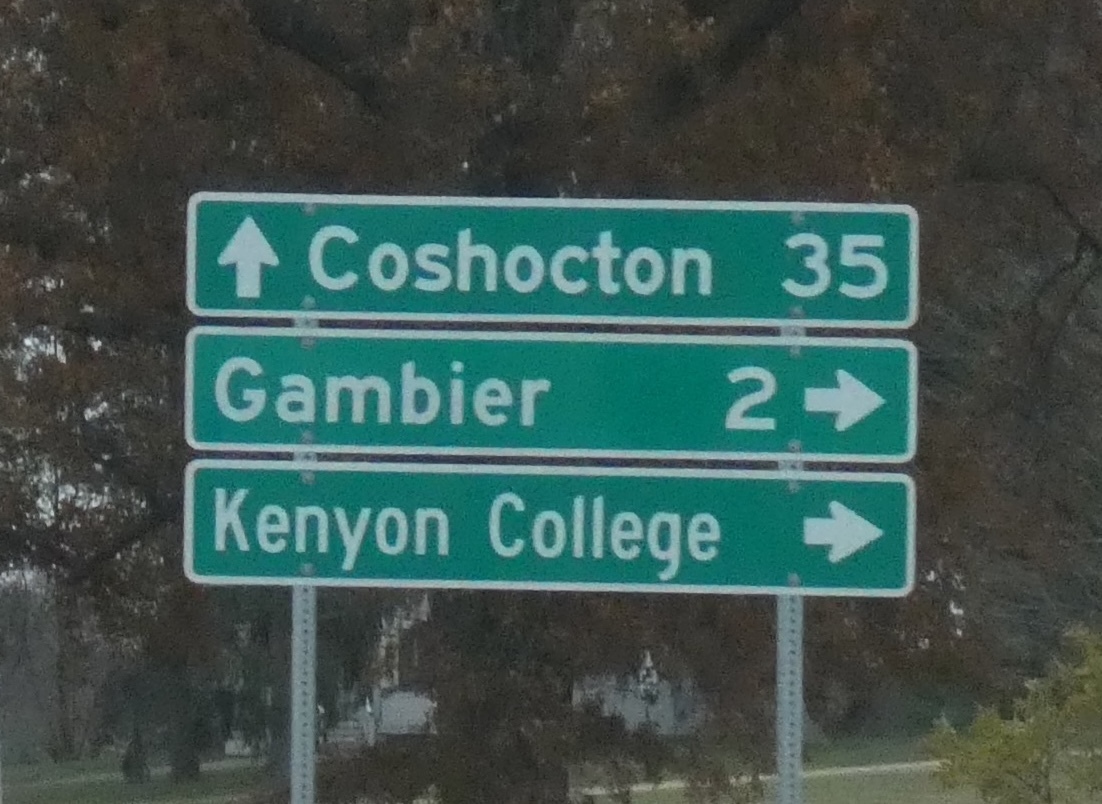 ↑ Coshocton 35
Gambier 2 →
Kenyon College →